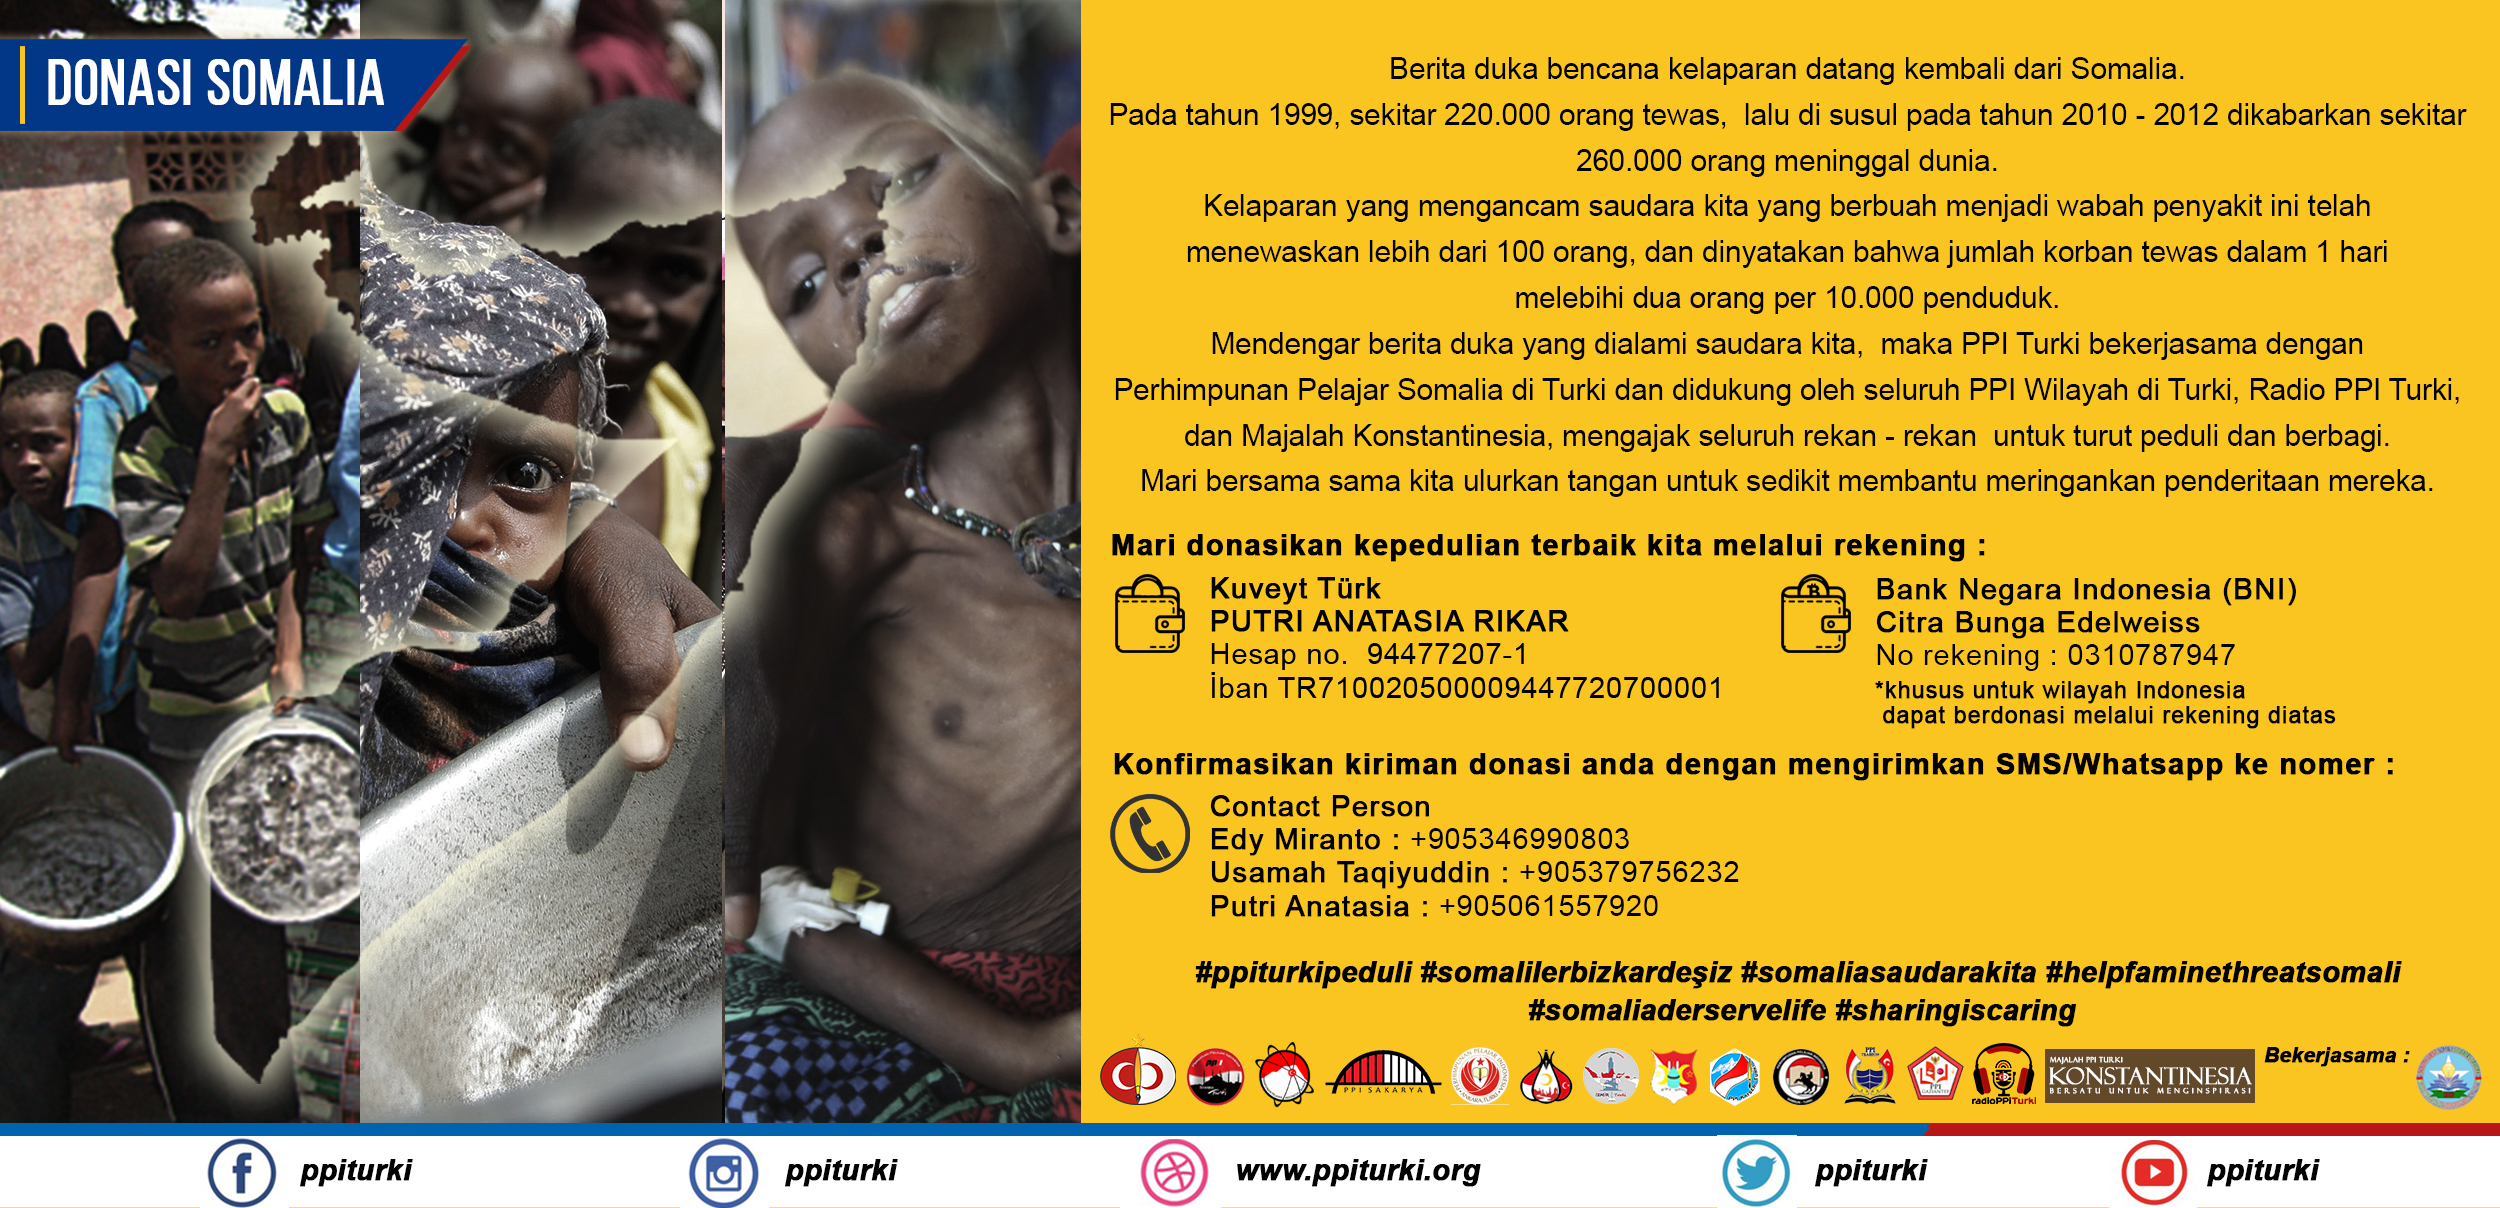 DONASI SOMALIA
Berita duka bencana kelaparan datang kembali dari Somalia.
Pada tahun 1999, sekitar 220.000 orang tewas, lalu di susul pada tahun 2010 - 2012 dikabarkan sekitar
260.000 orang meninggal dunia.
Kelaparan yang mengancam saudara kita yang berbuah menjadi wabah penyakit ini telah
menewaskan lebih dari 100 orang, dan dinyatakan bahwa jumlah korban tewas dalam 1 hari
melebihi dua orang per 10.000 penduduk.
Mendengar berita duka yang dialami saudara kita, maka PPI Turki bekerjasama dengan
Perhimpunan Pelajar Somalia di Turki dan didukung oleh seluruh PPI Wilayah di Turki, Radio PPI Turki,
dan Majalah Konstantinesia, mengajak seluruh rekan - rekan untuk turut peduli dan berbagi.
Mari bersama sama kita ulurkan tangan untuk sedikit membantu meringankan penderitaan mereka.
Mari donasikan kepedulian terbaik kita melalui rekening :
Kuveyt Türk
PUTRI ANATASIA RIKAR
Hesap no. 94477207-1
İban TR710020500009447720700001
Bank Negara Indonesia (BNI)
Citra Bunga Edelweiss
No rekening : 0310787947
*khusus untuk wilayah Indonesia
dapat berdonasi melalui rekening diatas
Konfirmasikan kiriman donasi anda dengan mengirimkan SMS/Whatsapp ke nomer :
Contact Person
Edy Miranto : +905346990803
Usamah Taqiyuddin : +905379756232
Putri Anatasia : +905061557920
#ppiturkipeduli #somalilerbizkardeşiz #somaliasaudarakita #helpfaminethreatsomali
#somaliaderservelife #sharingiscaring
PPI SAKARYA
radioPPITurki
MAJALAH PPI TURKI
KONSTANTINESIA
BERSATU UNTUK MENGINSPIRASI
Bekerjasama :
ppiturki
ppiturki
www.ppiturki.org
ppiturki
ppiturki